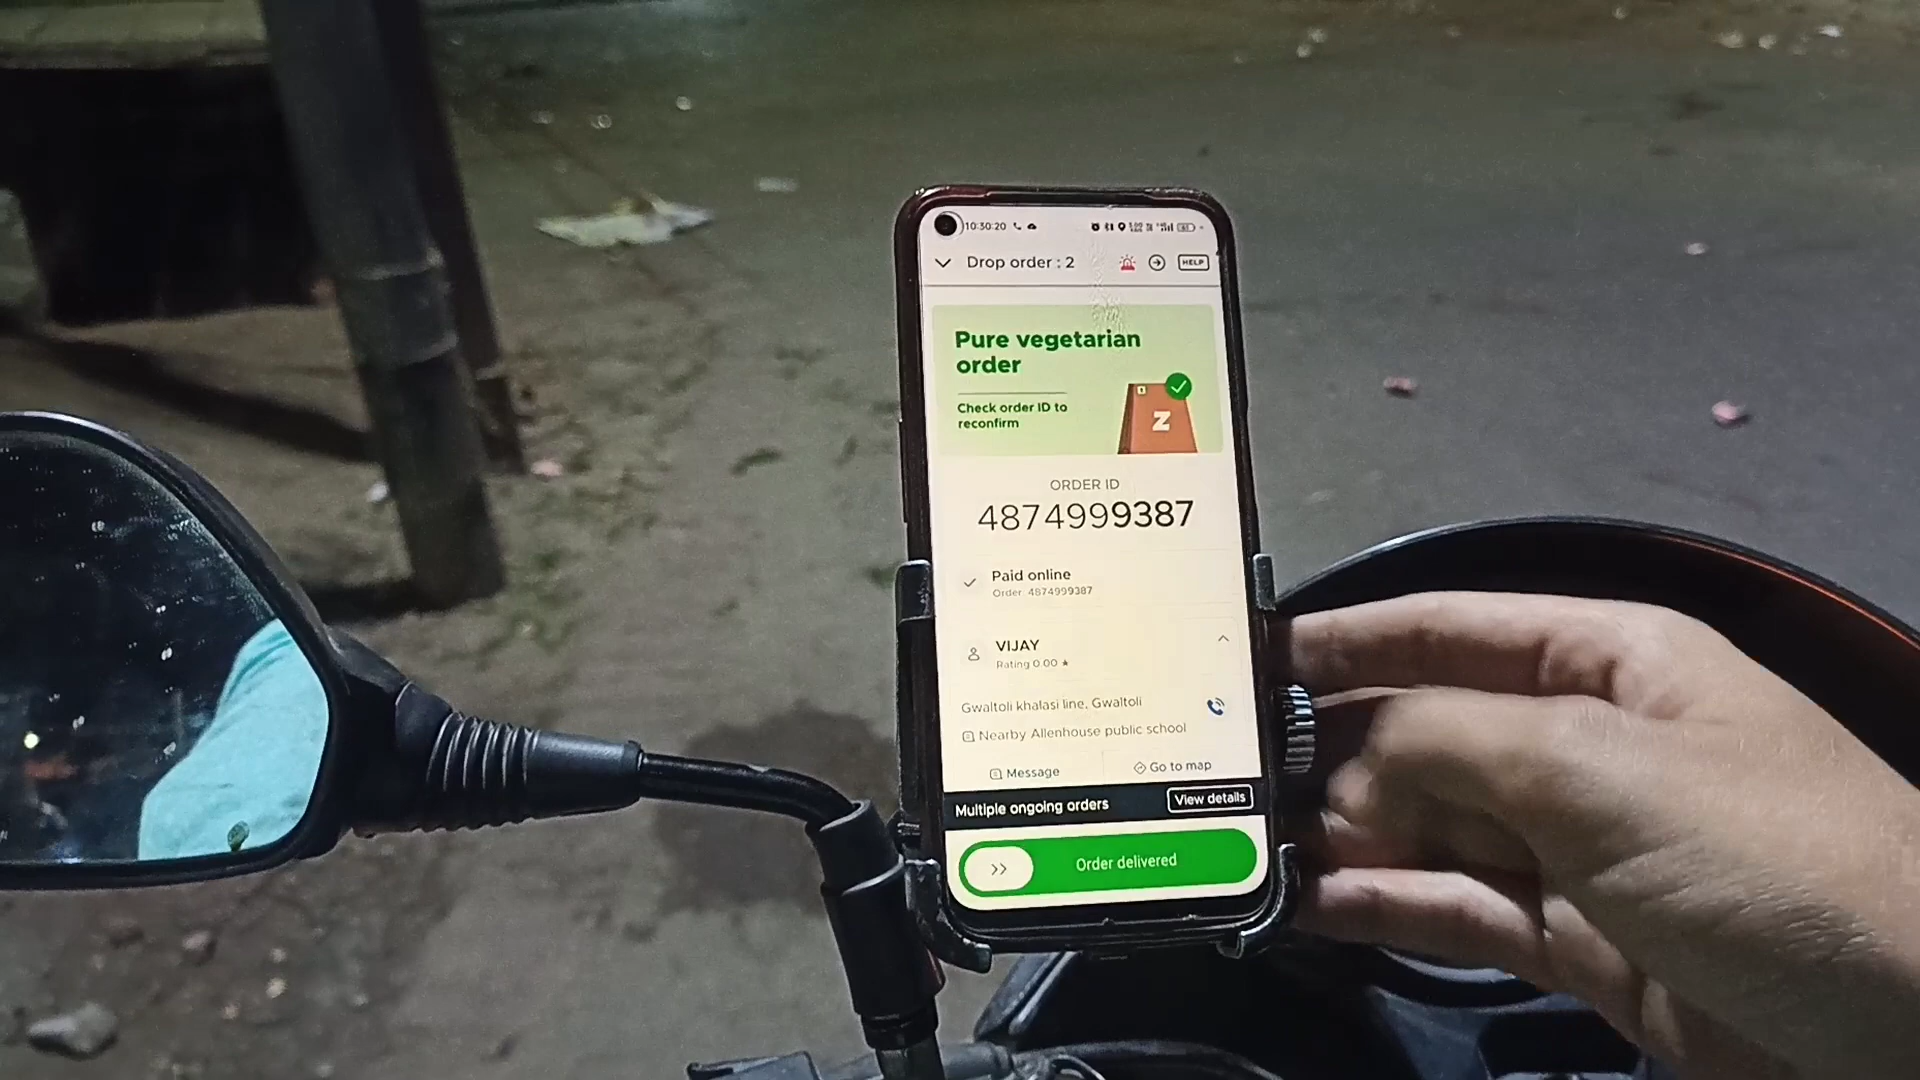 10:30:20
Drop order : 2
HELP
Pure vegetarian
order
Check order ID to
reconfirm
Z
ORDER ID
4874999387
Paid online
Order: 4874999387
VIJAY
Rating 0.00 ★
Gwaltoli khalasi line, Gwaltoli
Nearby Allenhouse public school
Message
Go to map
Multiple ongoing orders
View details
>> Order delivered